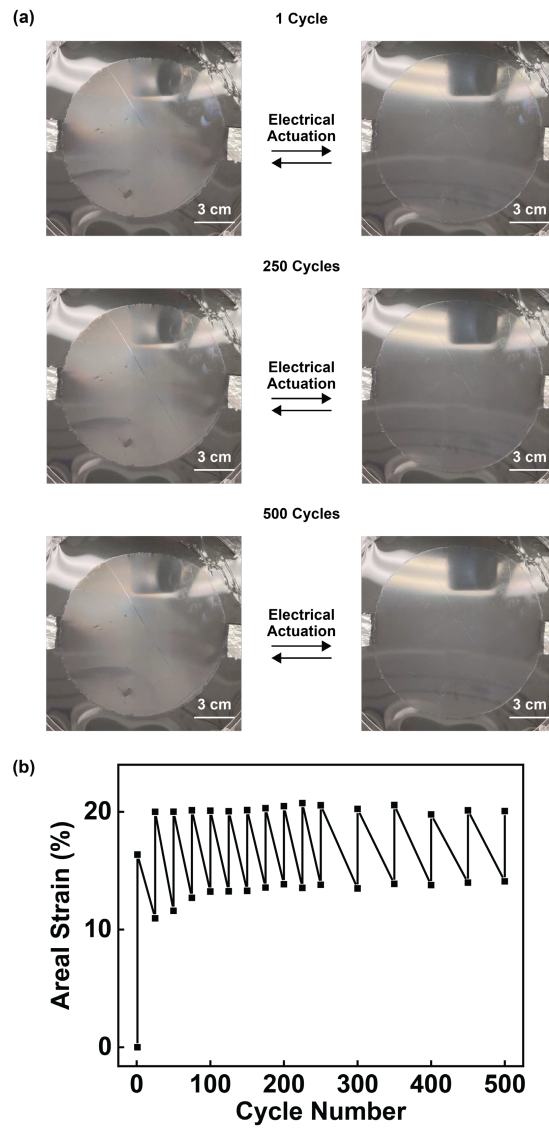 (a)
1 Cycle
Electrical
Actuation
3 cm
3 cm
250 Cycles
Electrical
Actuation
3 cm
3 cm
500 Cycles
Electrical
Actuation
3 cm
3 cm
(b)
Areal Strain (%)
20
10
0
0 100 200 300 400 500
Cycle Number